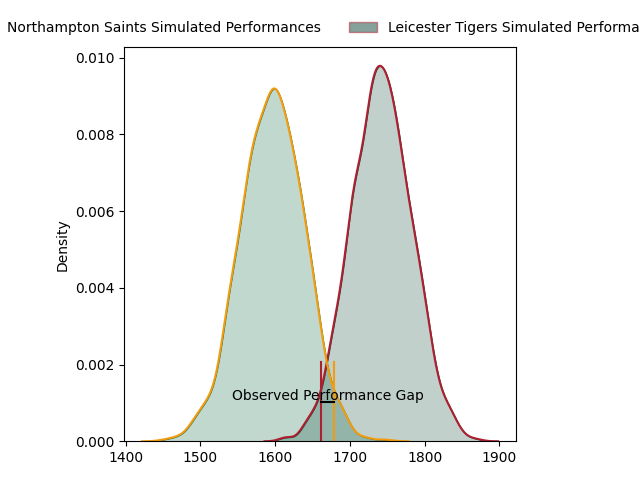 Northampton Saints Simulated Performances
Leicester Tigers Simulated Performa
0.010
0.008
0.006
0.004
0.002
0.000
Density
Observed Performance Gap
1400 1500 1600 1700 1800 1900